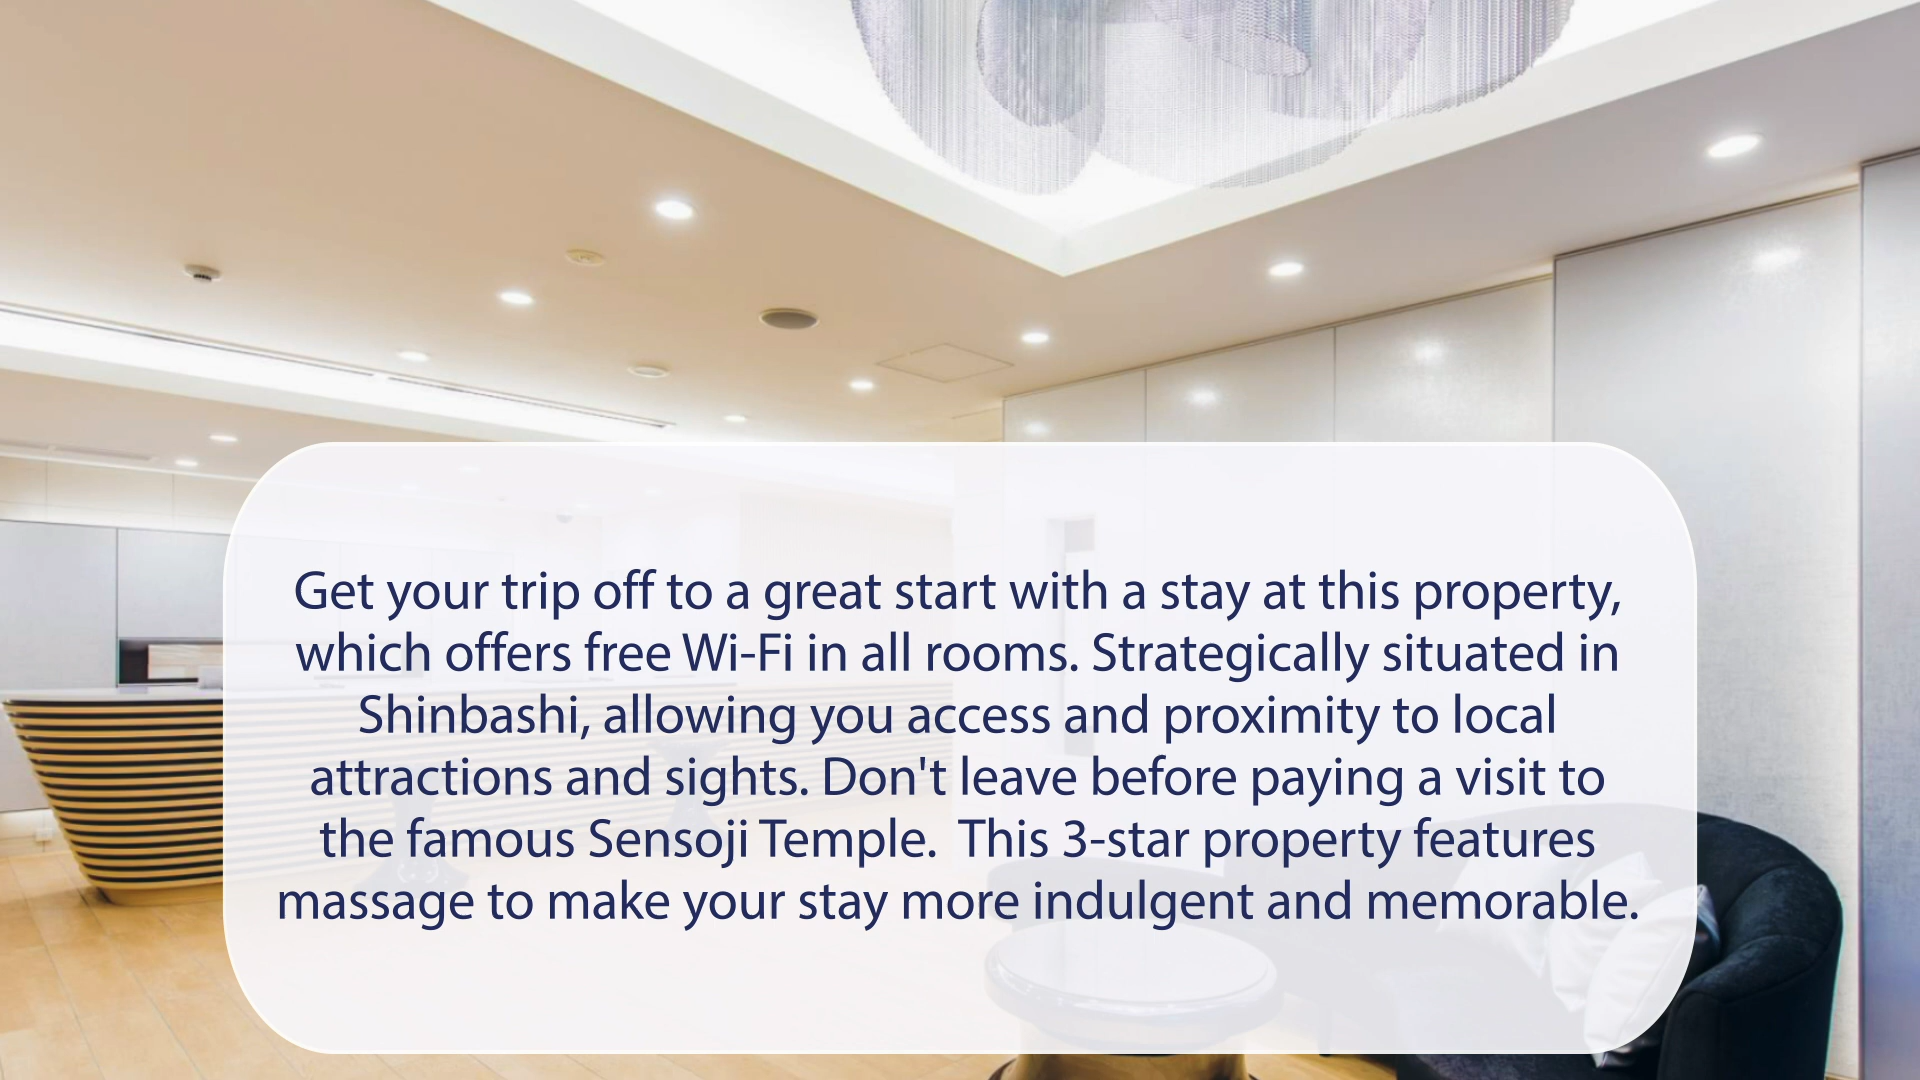 Get your trip off to a great start with a stay at this property,
which offers free Wi-Fi in all rooms. Strategically situated in
Shinbashi, allowing you access and proximity to local
attractions and sights. Don't leave before paying a visit to
the famous Sensoji Temple.  This 3-star property features
massage to make your stay more indulgent and memorable.